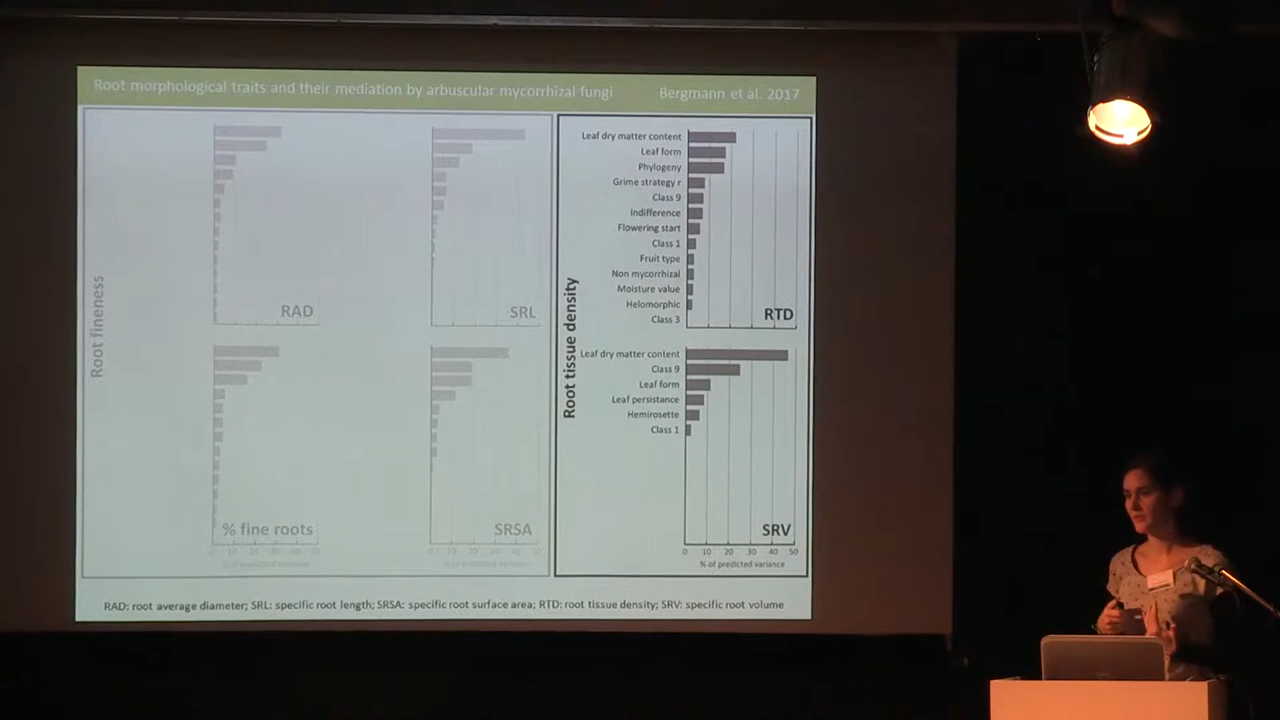 Root morphological traits and their mediation by arbuscular mycorrhizal fungi
Bergmann et al. 2017
Root fineness
RAD
SRL
% fine roots
SRSA
Root tissue density
Leaf dry matter content
Leaf form
Phylogeny
Grime strategy r
Class 9
Indifference
Flowering start
Class 1
Fruit type
Non mycorrhizal
Moisture value
Helomorphic
Class 3
RTD
Leaf dry matter content
Class 9
Leaf form
Leaf persistance
Hemirosette
Class 1
SRV
0 10 20 30 40 50
% of predicted variance
RAD: root average diameter; SRL: specific root length; SRSA: specific root surface area; RTD: root tissue density; SRV: specific root volume